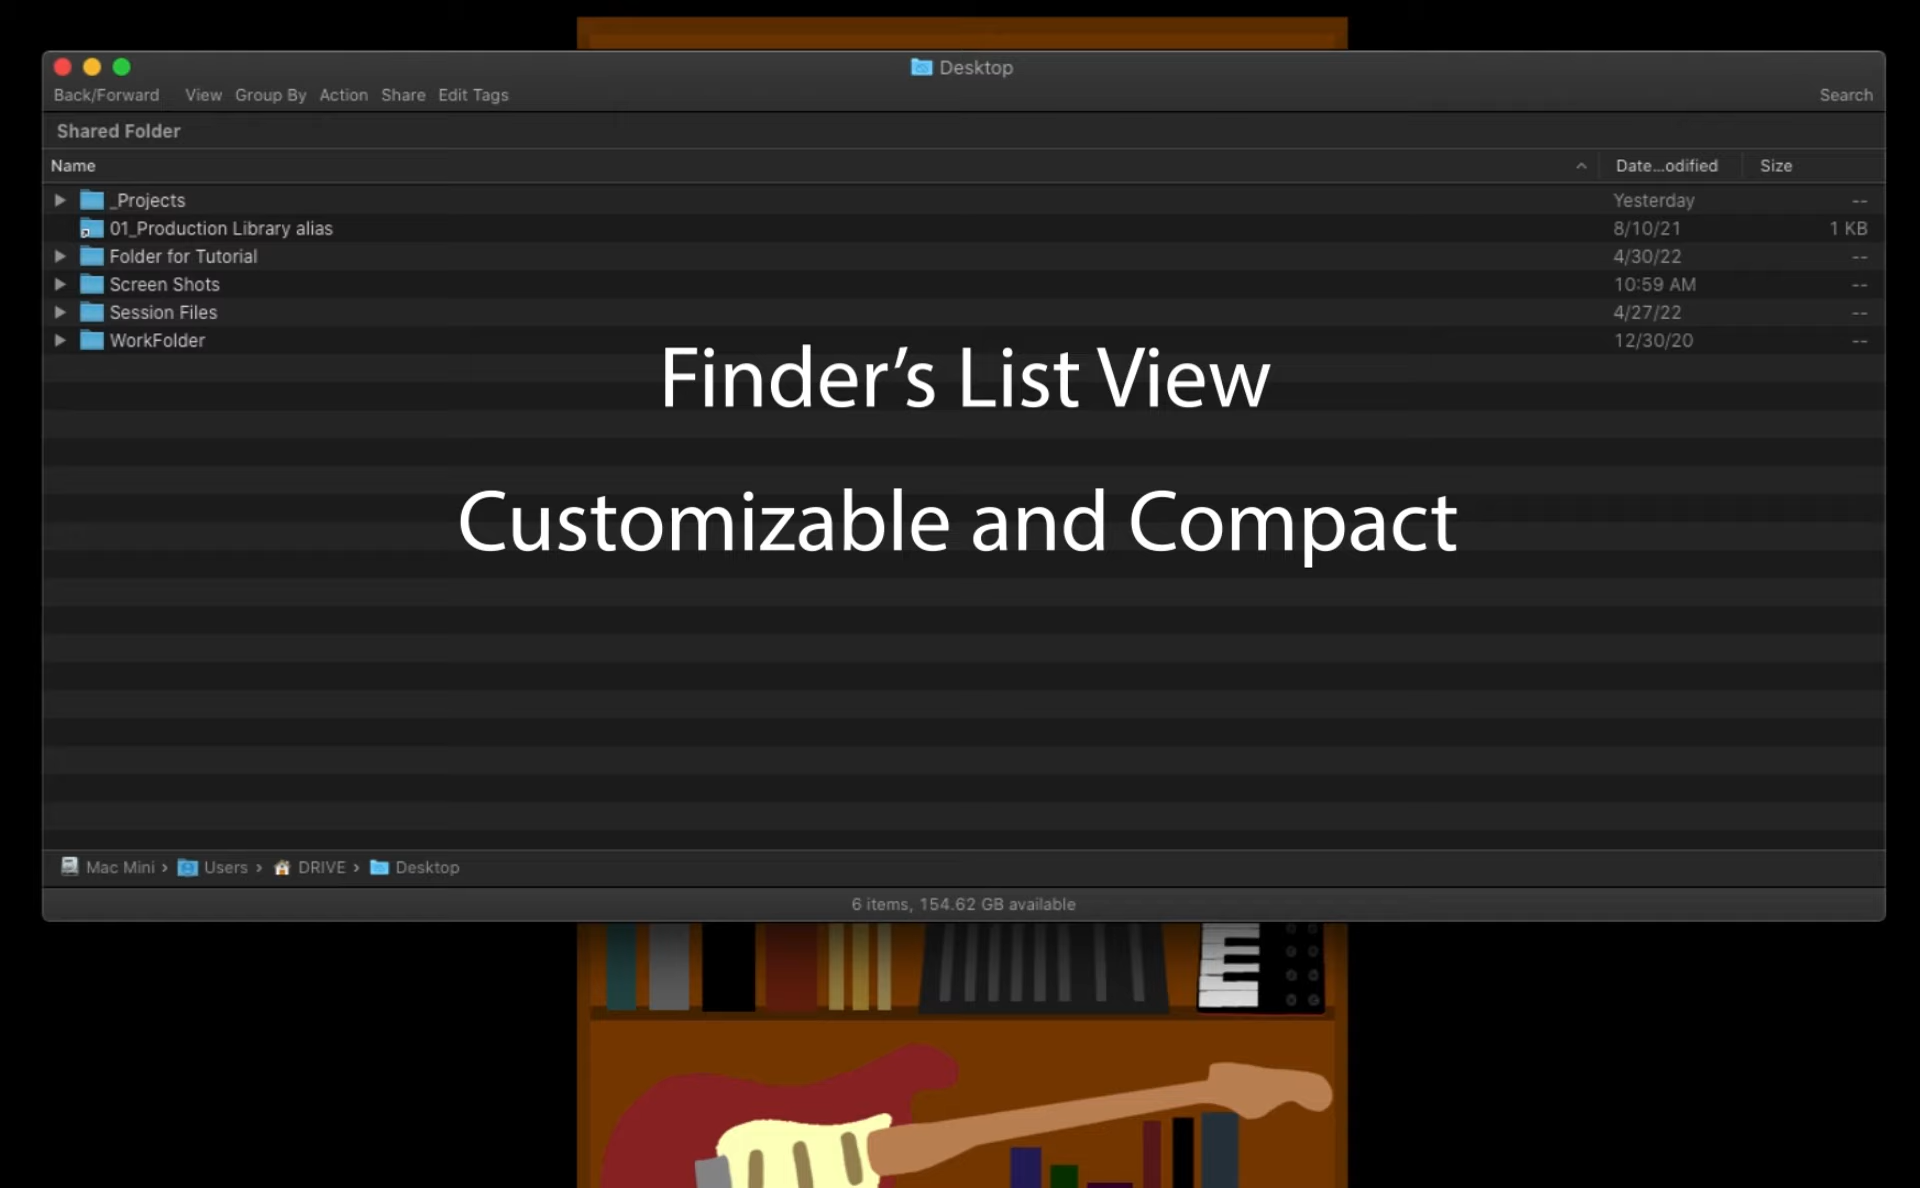 Desktop
Back/Forward View Group By Action Share Edit Tags Search
Shared Folder
Name Date...odified Size
_Projects Yesterday --
01_Production Library alias 8/10/21 1 KB
Folder for Tutorial 4/30/22 --
Screen Shots 10:59 AM --
Session Files 4/27/22 --
WorkFolder 12/30/20 --
Finder’s List View
Customizable and Compact
Mac Mini › Users › DRIVE › Desktop
6 items, 154.62 GB available